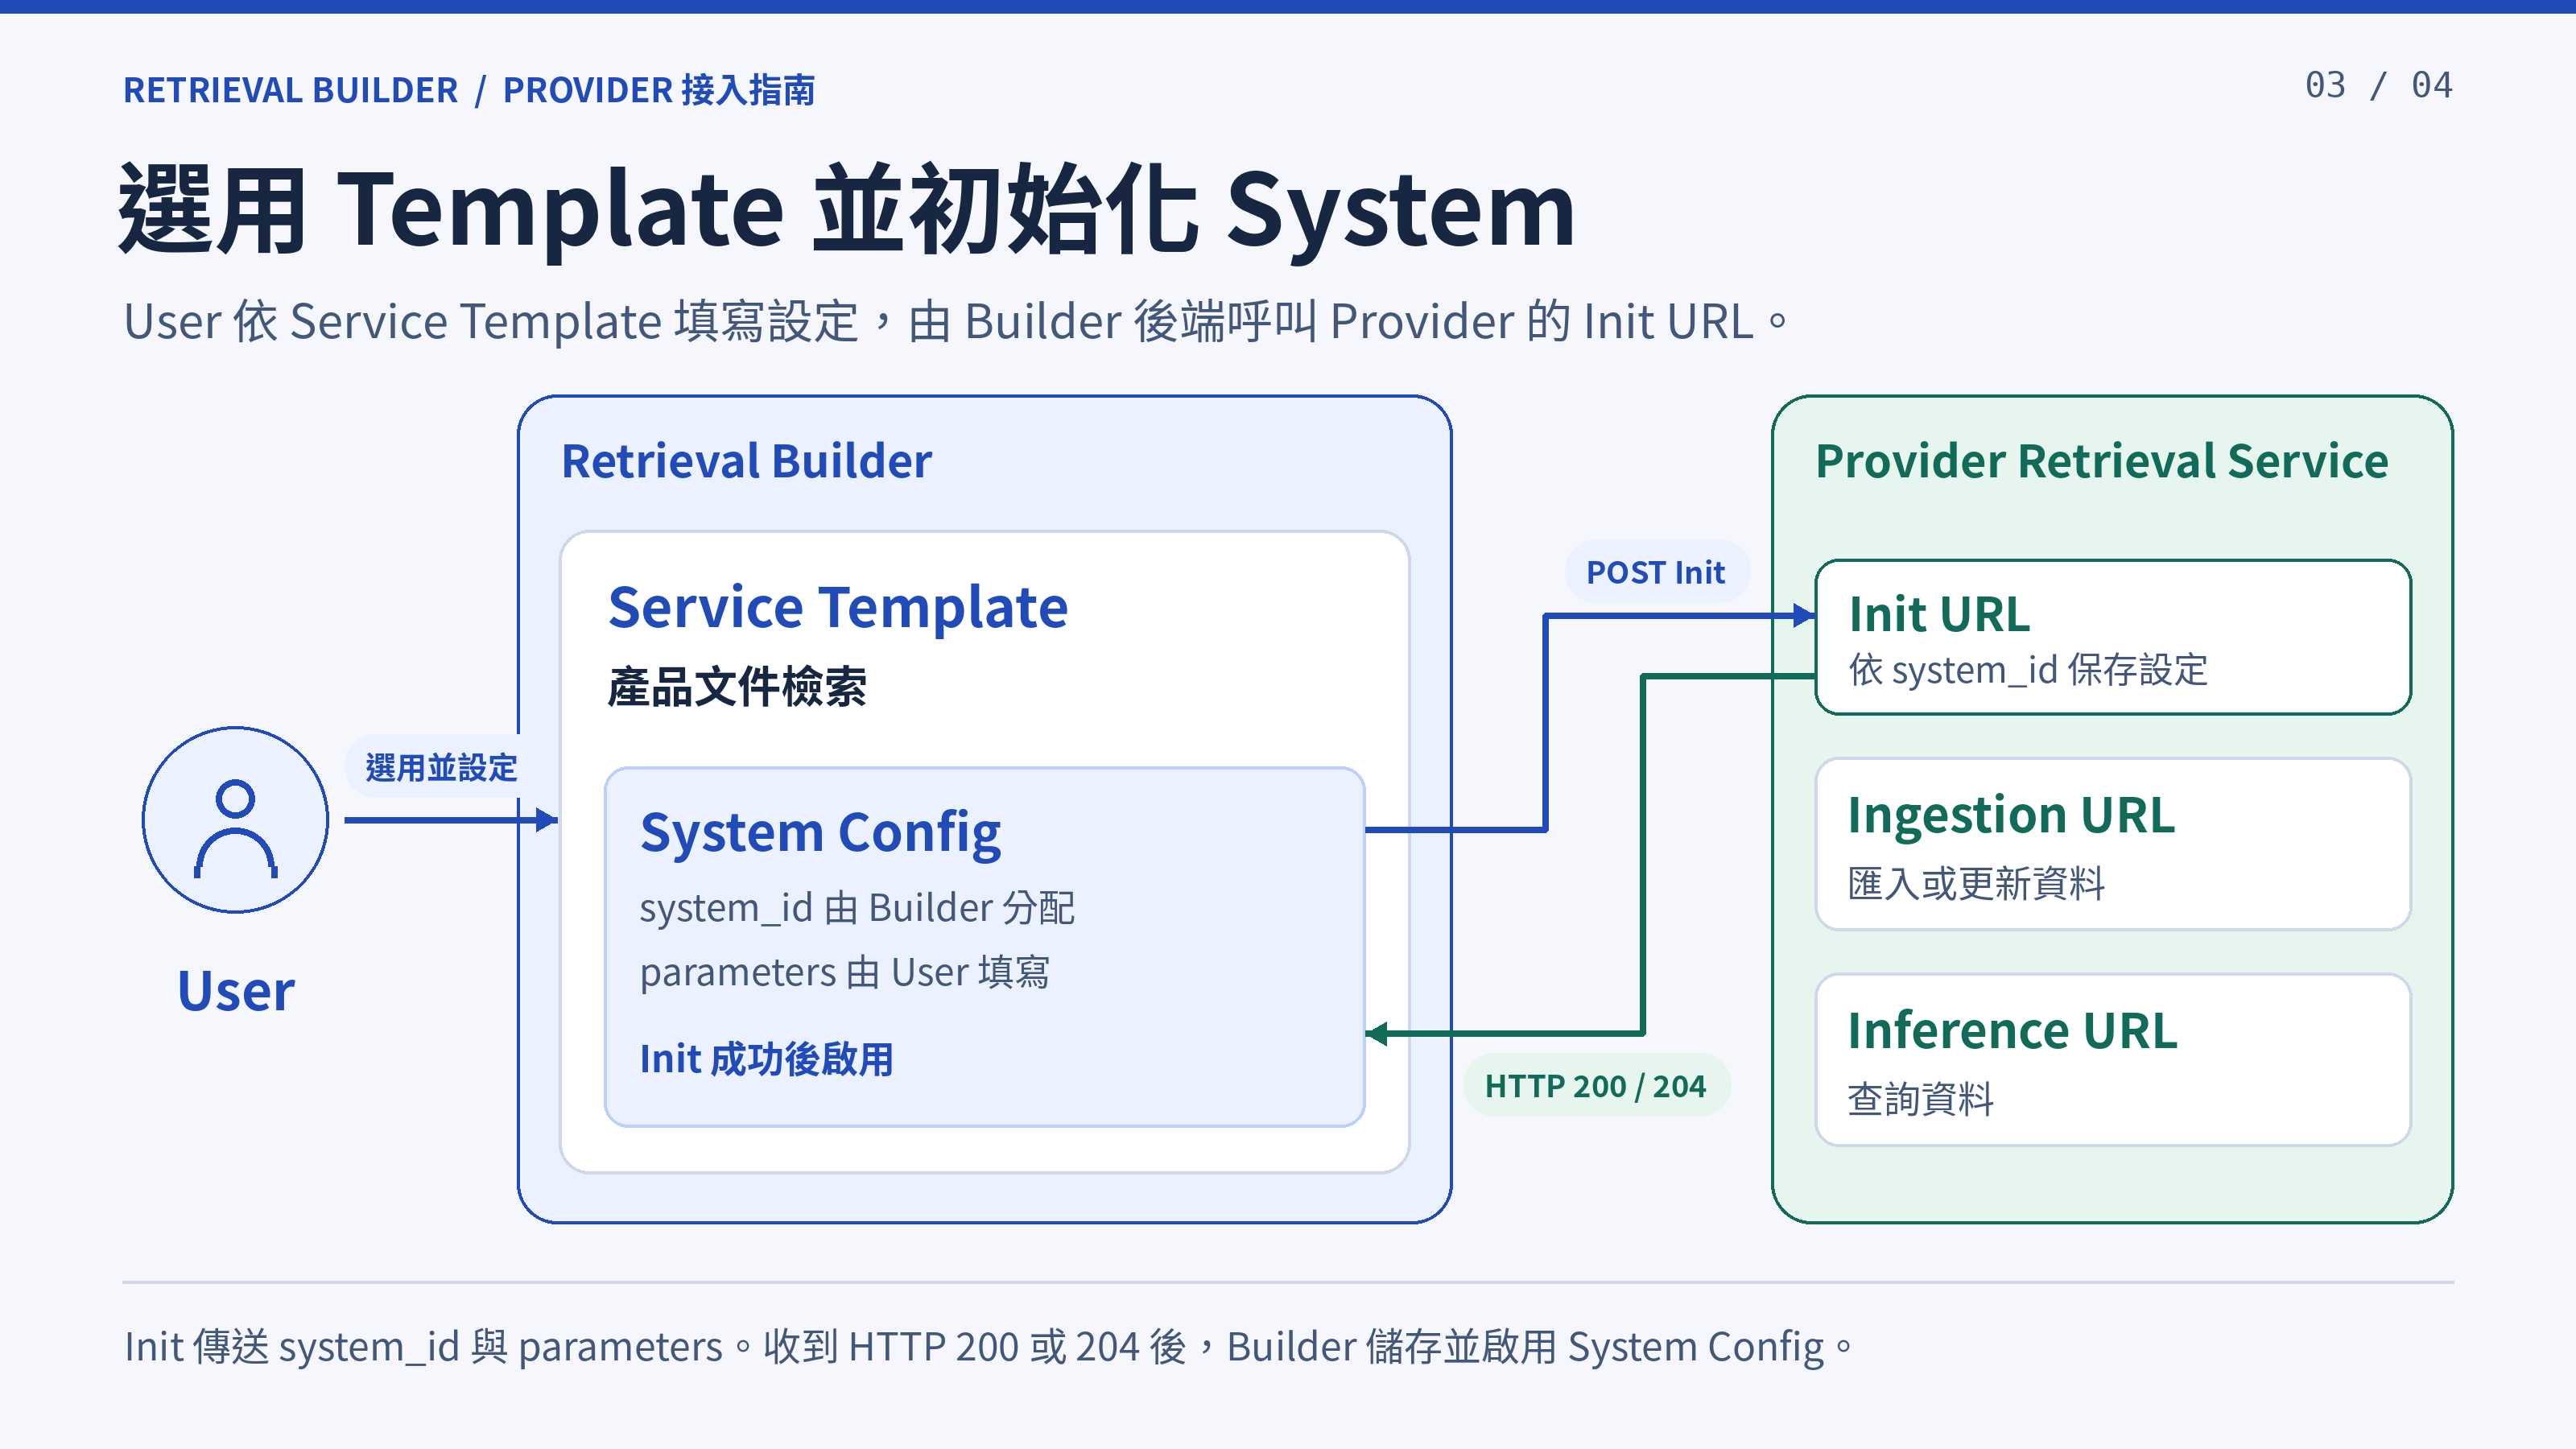 RETRIEVAL BUILDER / PROVIDER 接入指南
03 / 04
選用 Template 並初始化 System
User 依 Service Template 填寫設定，由 Builder 後端呼叫 Provider 的 Init URL。
Retrieval Builder
Service Template
產品文件檢索
選用並設定
User
System Config
system_id 由 Builder 分配
parameters 由 User 填寫
Init 成功後啟用
POST Init
HTTP 200 / 204
Provider Retrieval Service
Init URL
依 system_id 保存設定
Ingestion URL
匯入或更新資料
Inference URL
查詢資料
Init 傳送 system_id 與 parameters。收到 HTTP 200 或 204 後，Builder 儲存並啟用 System Config。